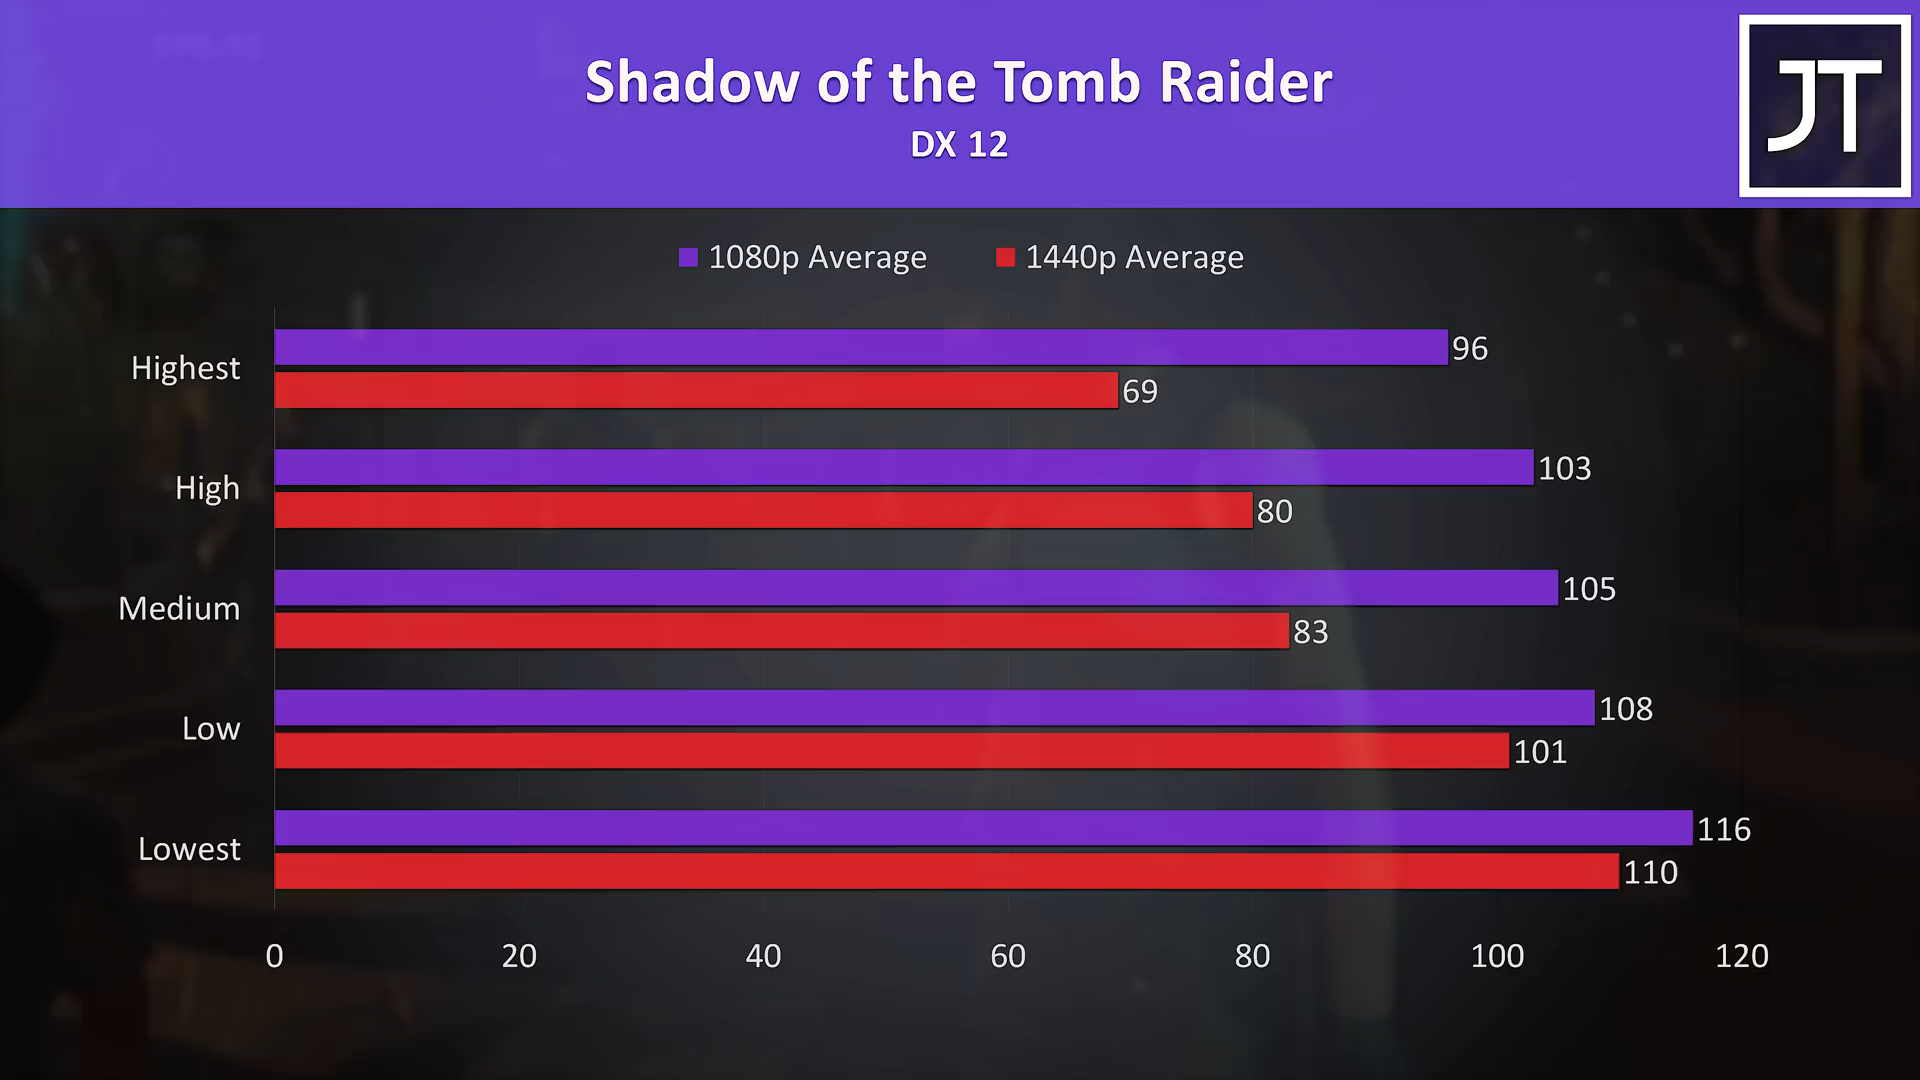 Shadow of the Tomb Raider
DX 12
JT
1080p Average
1440p Average
Highest
96
69
High
103
80
Medium
105
83
Low
108
101
Lowest
116
110
0 20 40 60 80 100 120